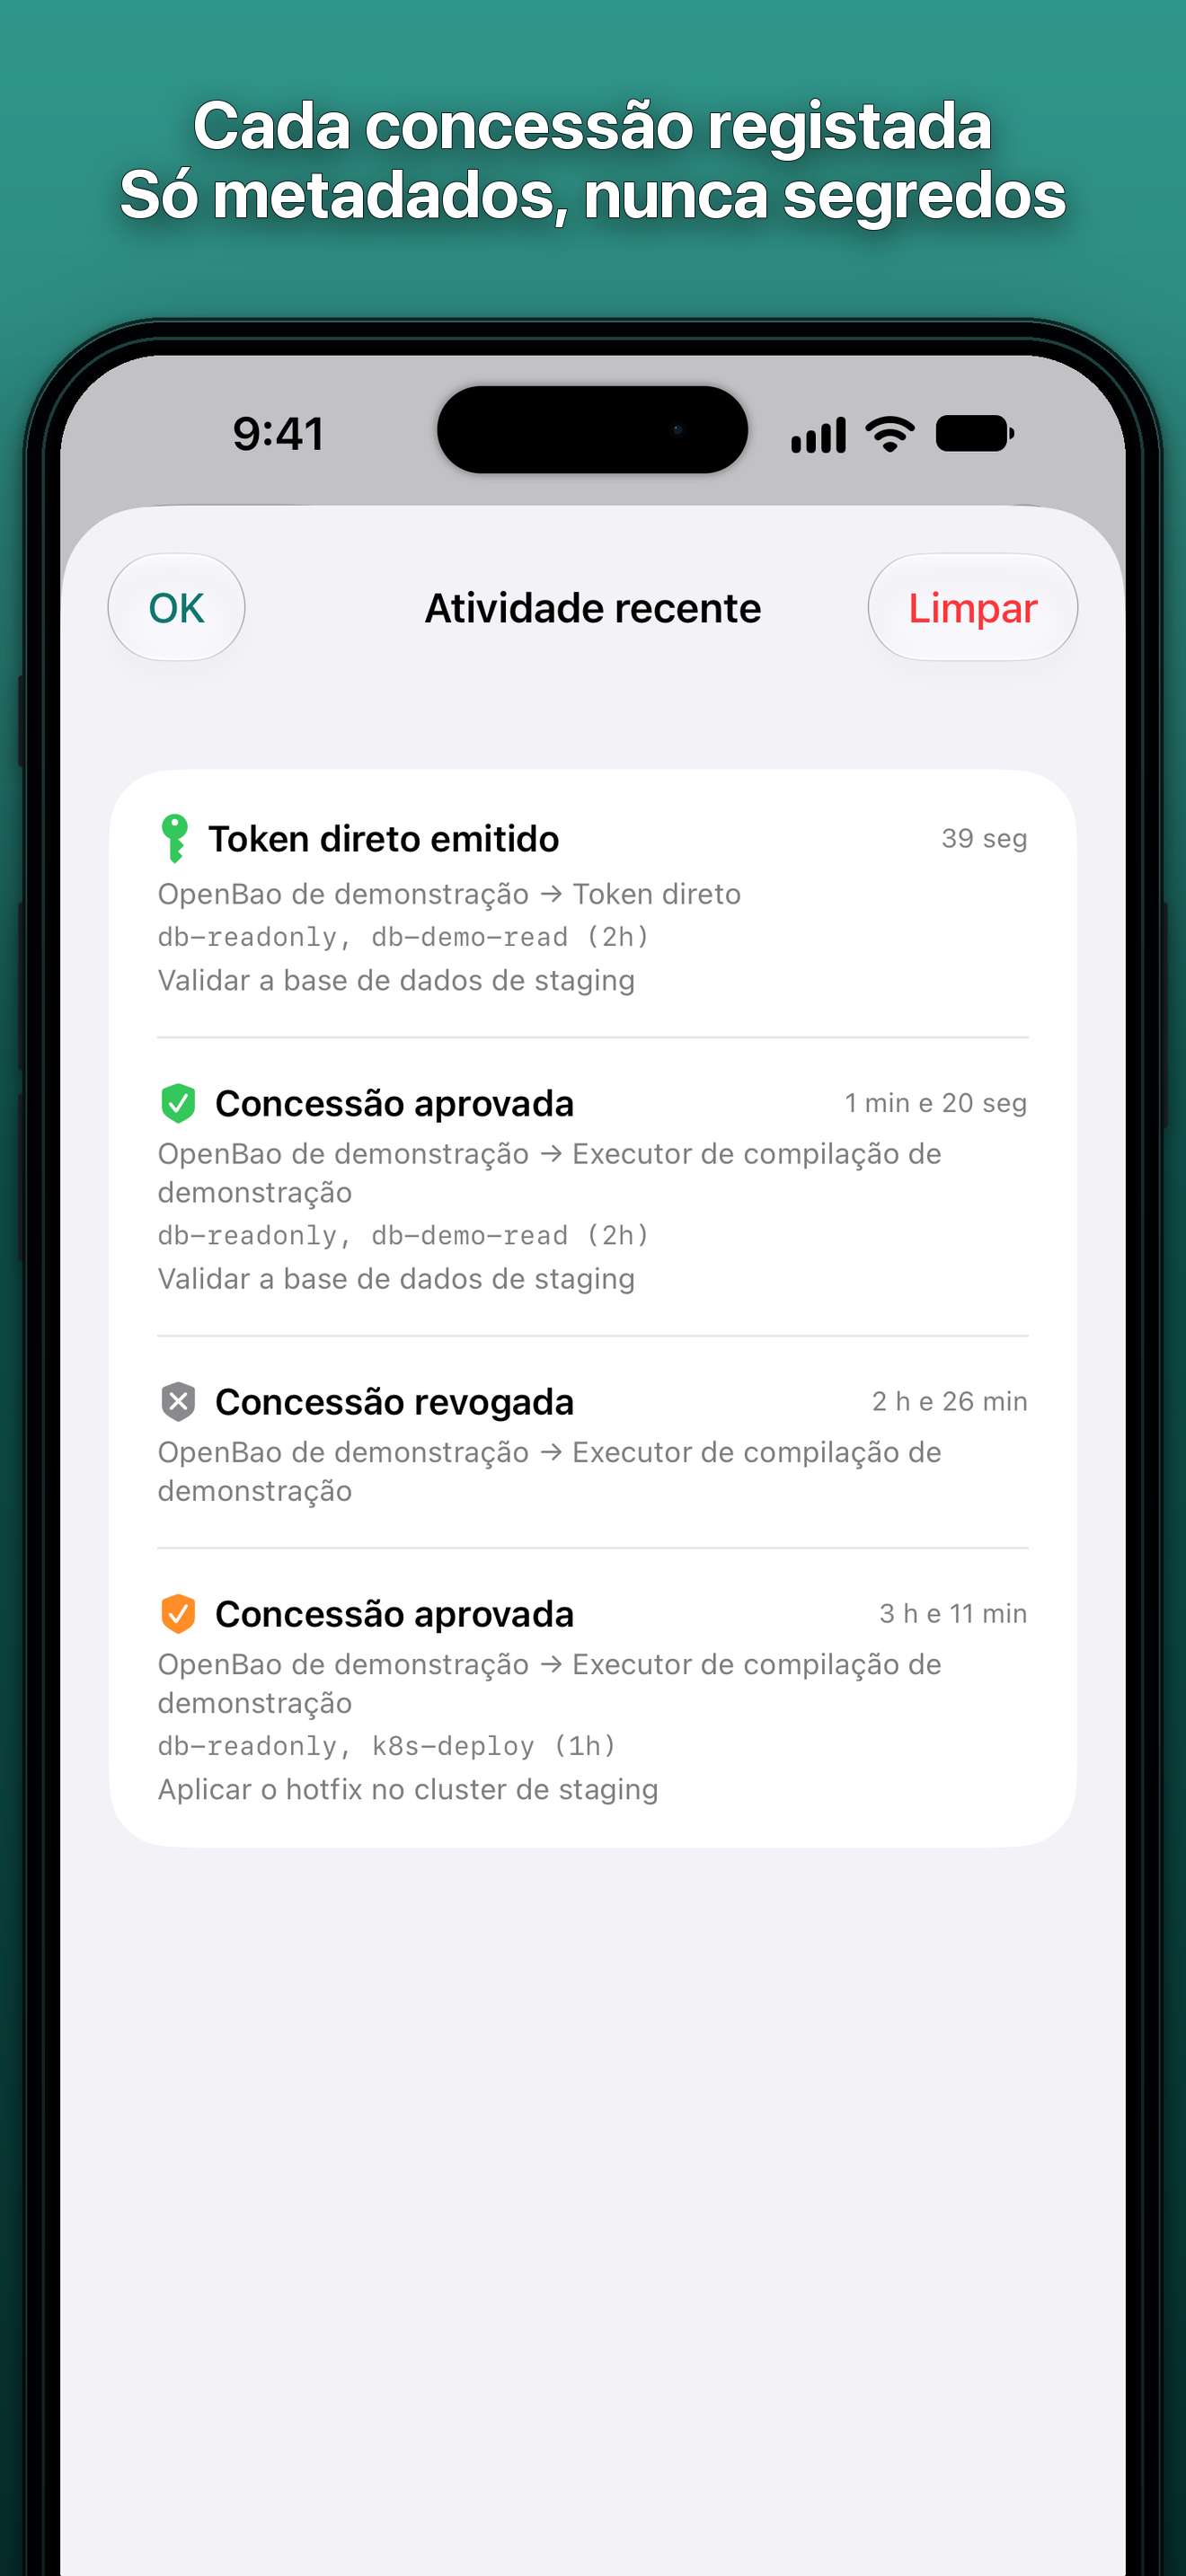 Cada concessão registada
Só metadados, nunca segredos
9:41
OK
Atividade recente
Limpar
Token direto emitido
39 seg
OpenBao de demonstração → Token direto
db-readonly, db-demo-read (2h)
Validar a base de dados de staging
Concessão aprovada
1 min e 20 seg
OpenBao de demonstração → Executor de compilação de
demonstração
db-readonly, db-demo-read (2h)
Validar a base de dados de staging
Concessão revogada
2 h e 26 min
OpenBao de demonstração → Executor de compilação de
demonstração
Concessão aprovada
3 h e 11 min
OpenBao de demonstração → Executor de compilação de
demonstração
db-readonly, k8s-deploy (1h)
Aplicar o hotfix no cluster de staging